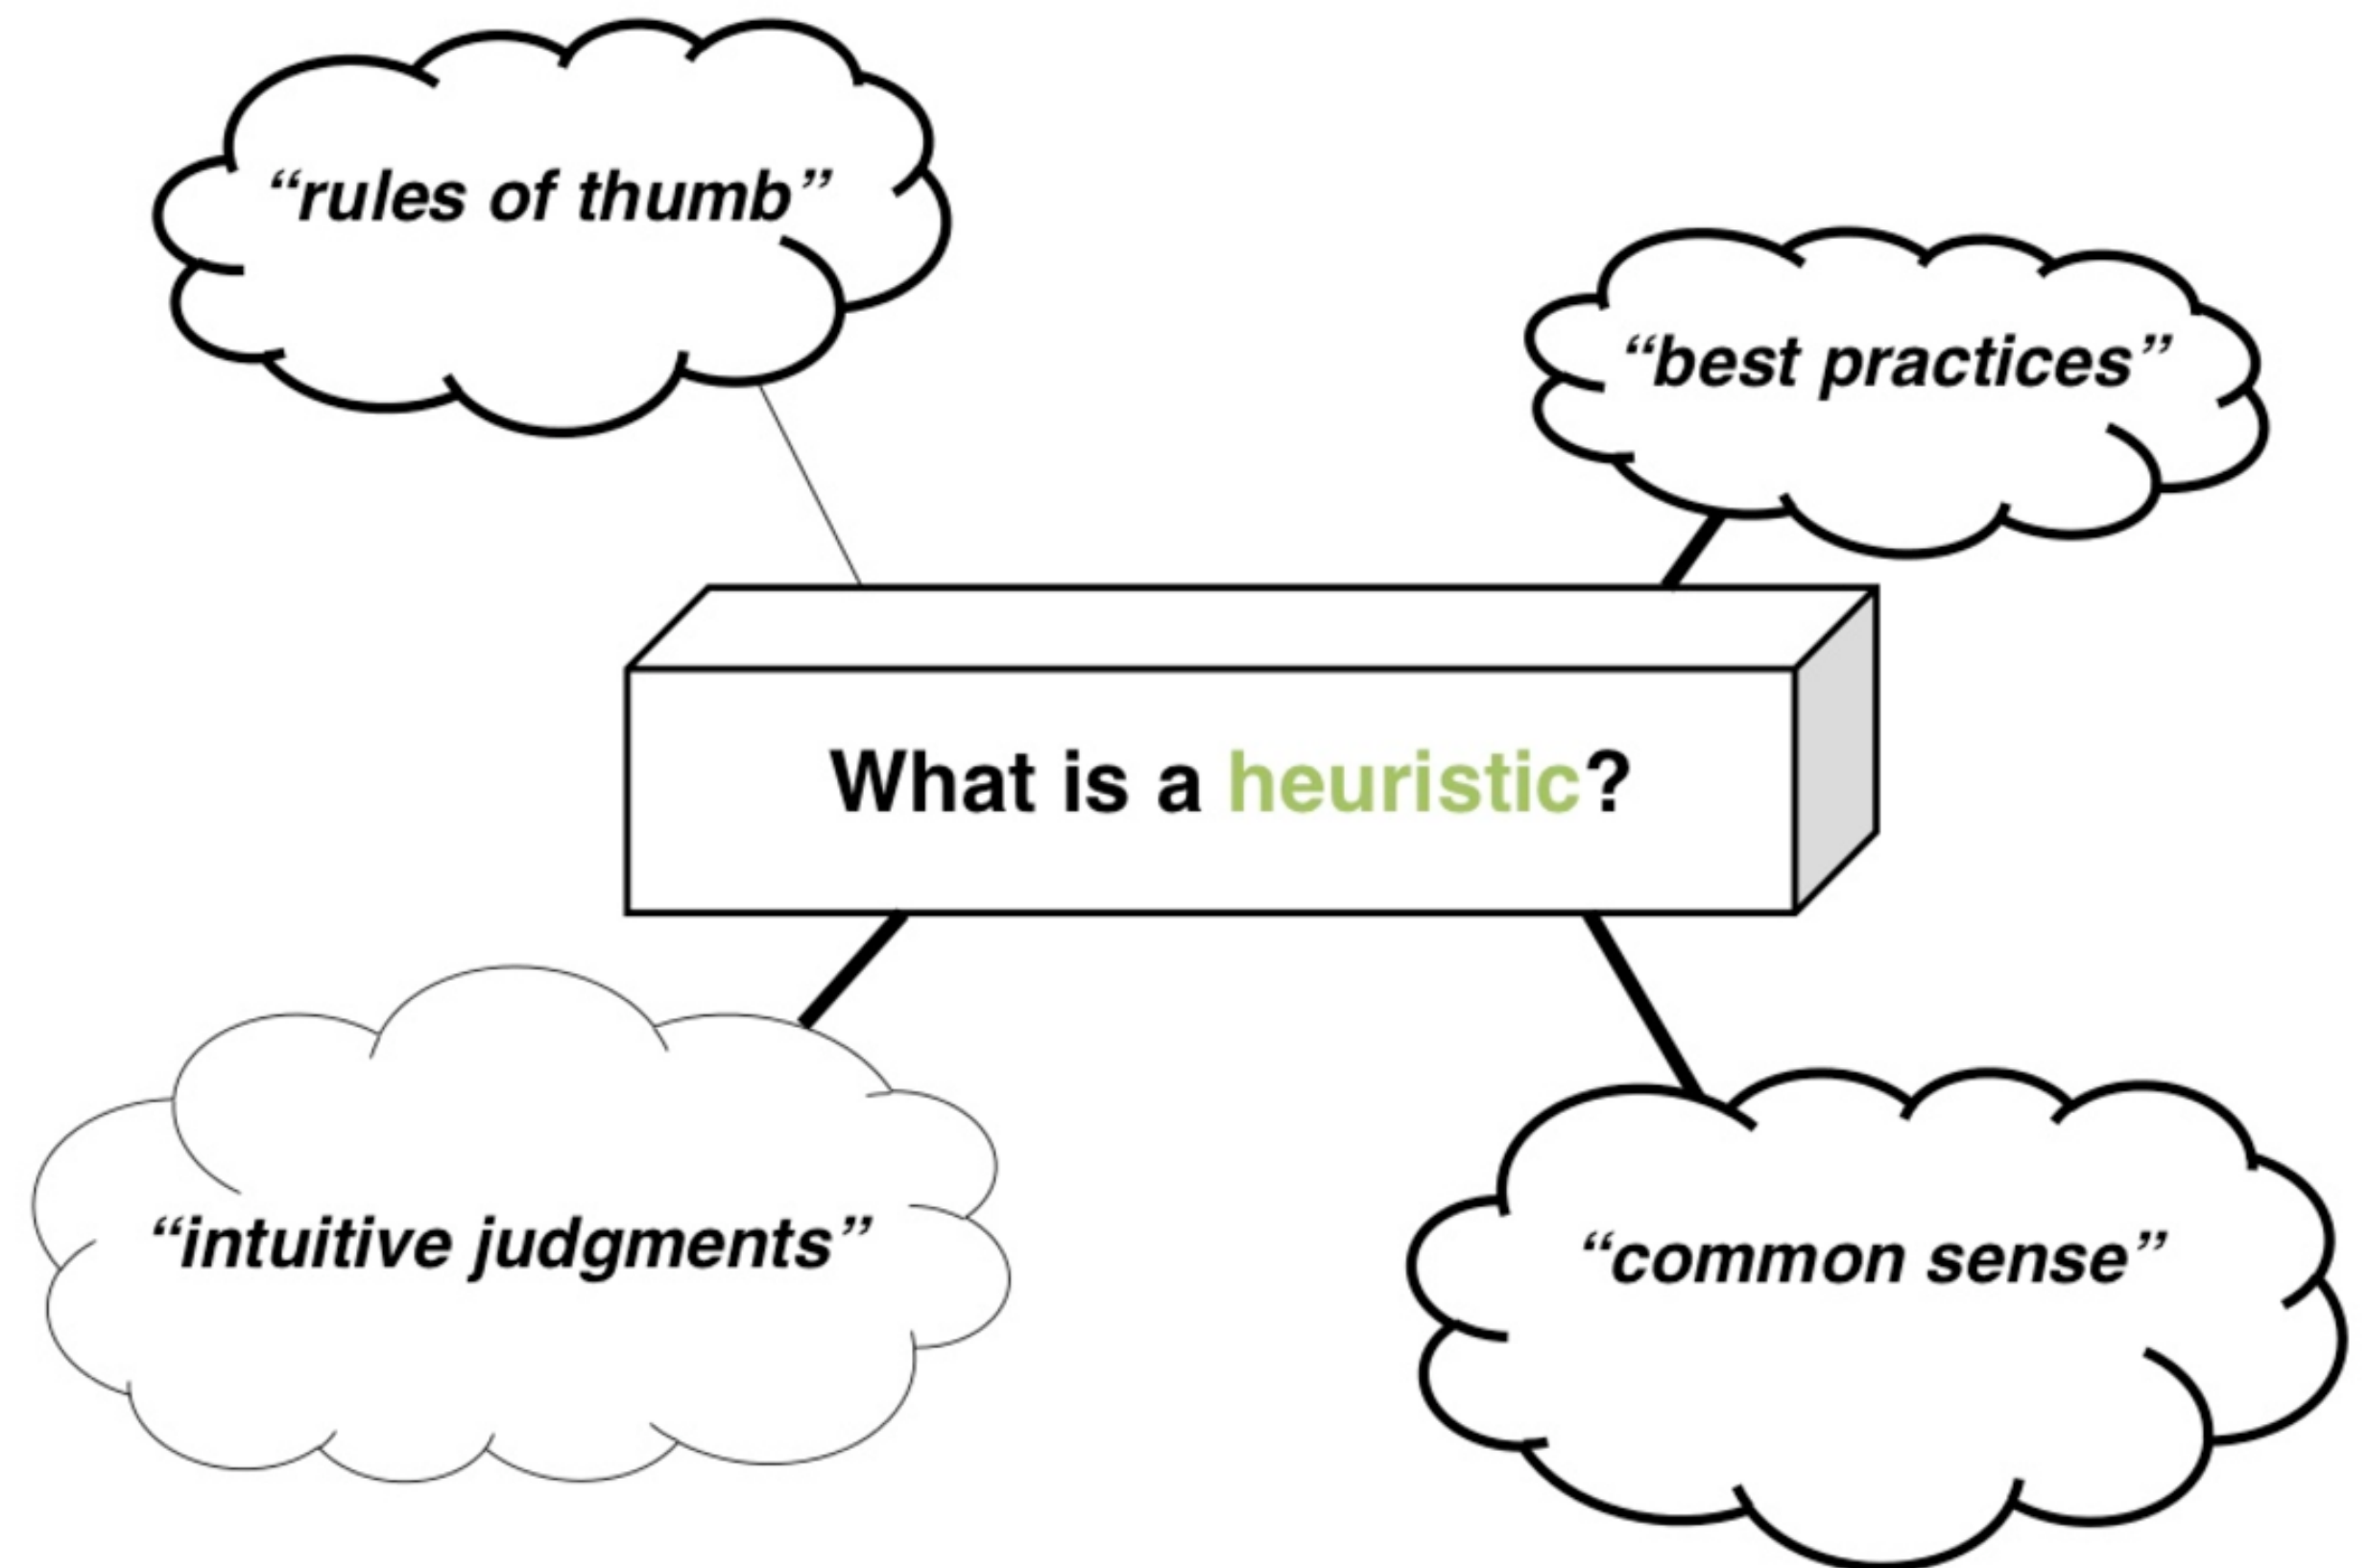 “rules of thumb”
“best practices”
What is a heuristic?
“intuitive judgments”
“common sense”